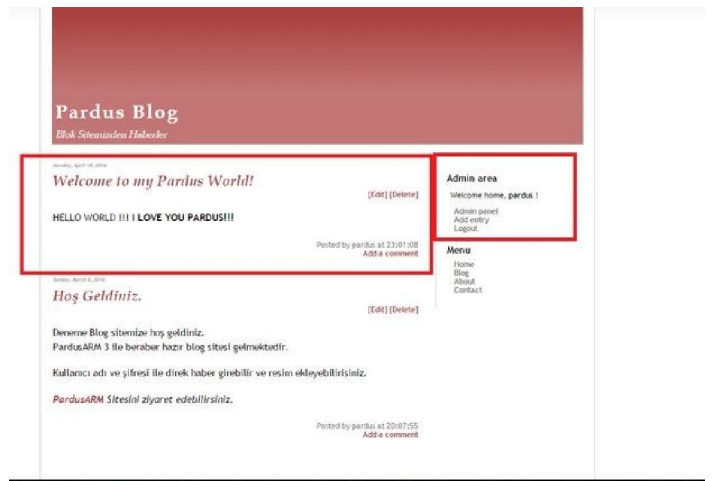 Pardus Blog
Blok Sitemizden Haberler
Welcome to my Pardus World!
[Edit] [Delete]
HELLO WORLD !!! I LOVE YOU PARDUS!!!
Posted by pardus at 23:01:08
Add a comment
Hoş Geldiniz.
[Edit] [Delete]
Deneme Blog sitemize hoş geldiniz.
PardusARM 3 ile beraber hazır blog sitesi gelmektedir.
Kullanıcı adı ve şifresi ile direk haber girebilir ve resim ekleyebilirisiniz.
PardusARM Sitesini ziyaret edebilirsiniz.
Posted by pardus at 20:07:55
Add a comment
Admin area
Welcome home, pardus !
Admin panel
Add entry
Logout
Menu
Home
Blog
About
Contact